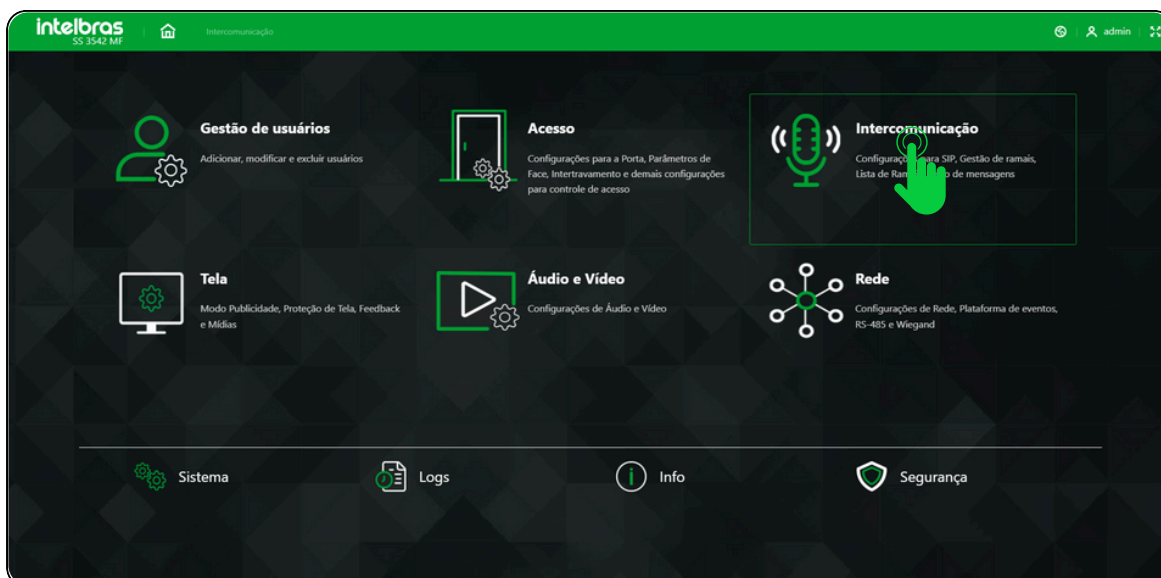 intelbras
SS 3542 MF
Intercomunicação
admin
Gestão de usuários
Adicionar, modificar e excluir usuários
Acesso
Configurações para a Porta, Parâmetros de
Face, Intertravamento e demais configurações
para controle de acesso
Intercomunicação
para SIP, Gestão de ramais,
Lista de de mensagens
Tela
Modo Publicidade, Proteção de Tela, Feedback
e Mídias
Áudio e Vídeo
Configurações de Áudio e Vídeo
Rede
Configurações de Rede, Plataforma de eventos,
RS-485 e Wiegand
Sistema
Logs
Info
Segurança